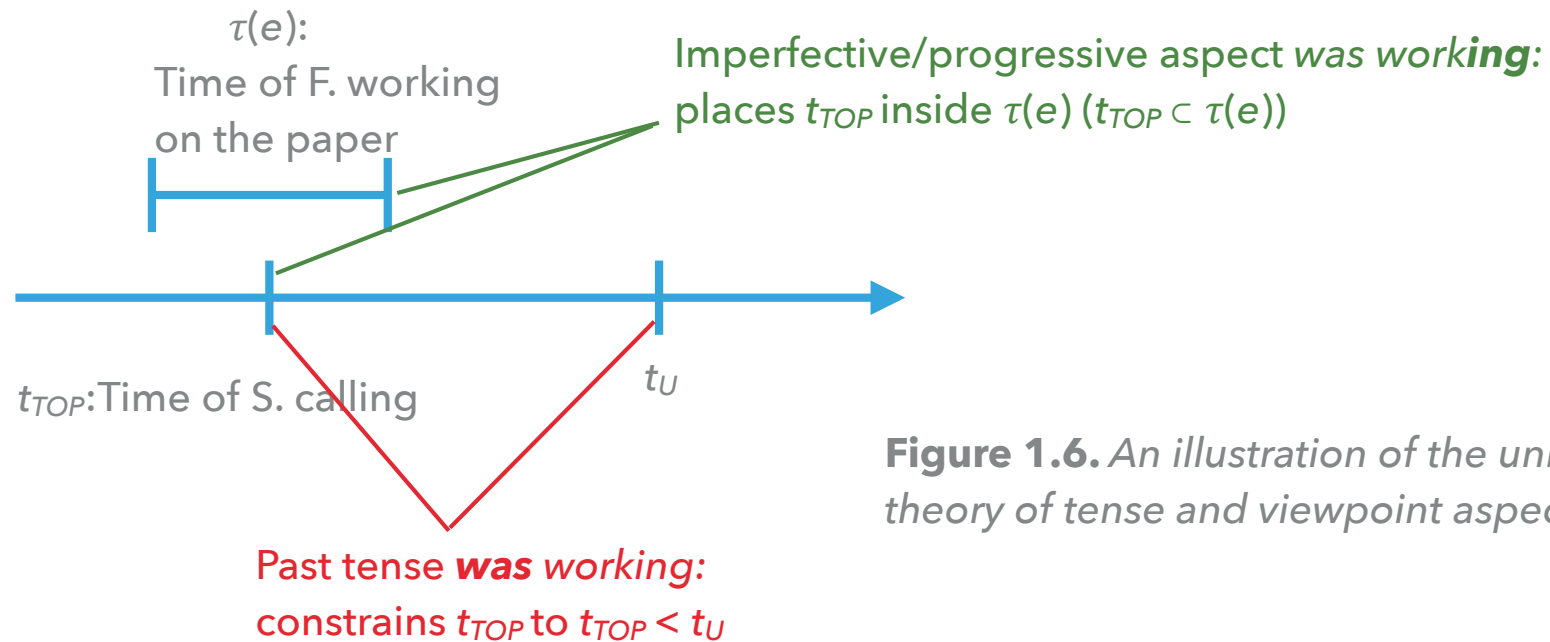 τ(e):
Time of F. working
on the paper
Imperfective/progressive aspect was working:
places tTOP inside τ(e) (tTOP ⊂ τ(e))
tTOP:Time of S. calling
tU
Figure 1.6. An illustration of the
theory of tense and viewpoint
Past tense was working:
constrains tTOP to tTOP < tU